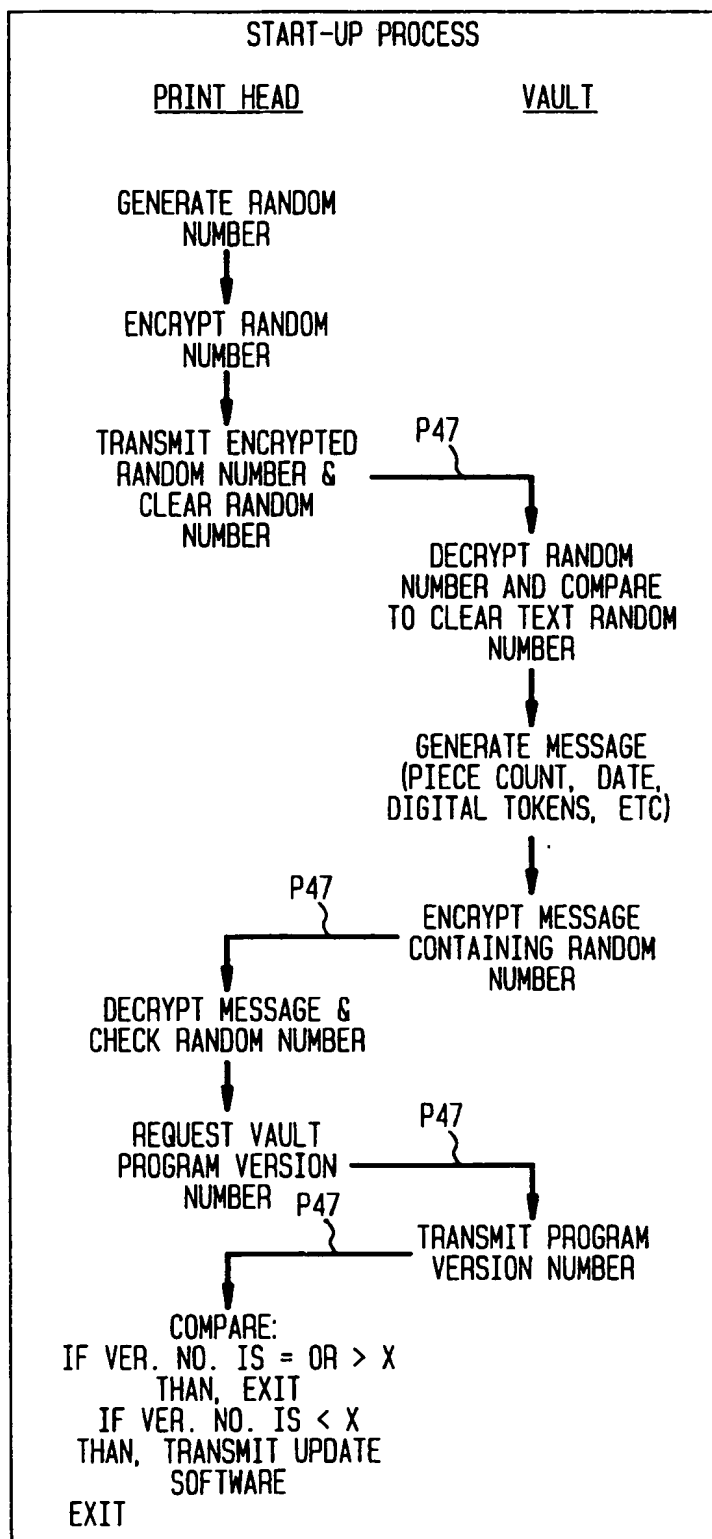 START-UP PROCESS
PRINT HEAD
VAULT
GENERATE RANDOM
NUMBER
ENCRYPT RANDOM
NUMBER
TRANSMIT ENCRYPTED
RANDOM NUMBER &
CLEAR RANDOM
NUMBER
P47
DECRYPT RANDOM
NUMBER AND COMPARE
TO CLEAR TEXT RANDOM
NUMBER
GENERATE MESSAGE
(PIECE COUNT, DATE,
DIGITAL TOKENS, ETC)
ENCRYPT MESSAGE
CONTAINING RANDOM
NUMBER
P47
DECRYPT MESSAGE &
CHECK RANDOM NUMBER
REQUEST VAULT
PROGRAM VERSION
NUMBER
P47
TRANSMIT PROGRAM
VERSION NUMBER
P47
COMPARE:
IF VER. NO. IS = OR > X
THAN, EXIT
IF VER. NO. IS < X
THAN, TRANSMIT UPDATE
SOFTWARE
EXIT